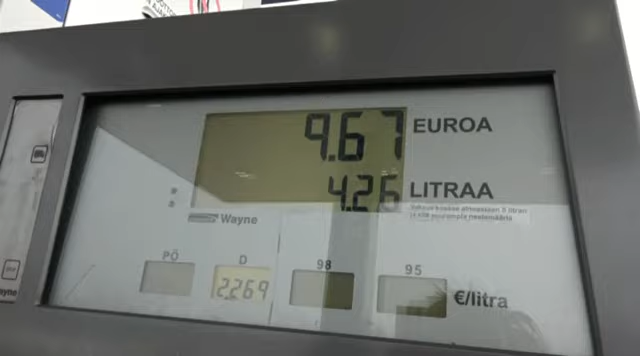 9.67 EUROA
4.26 LITRAA
Wayne
PÖ D 98 95
2.269 €/litra